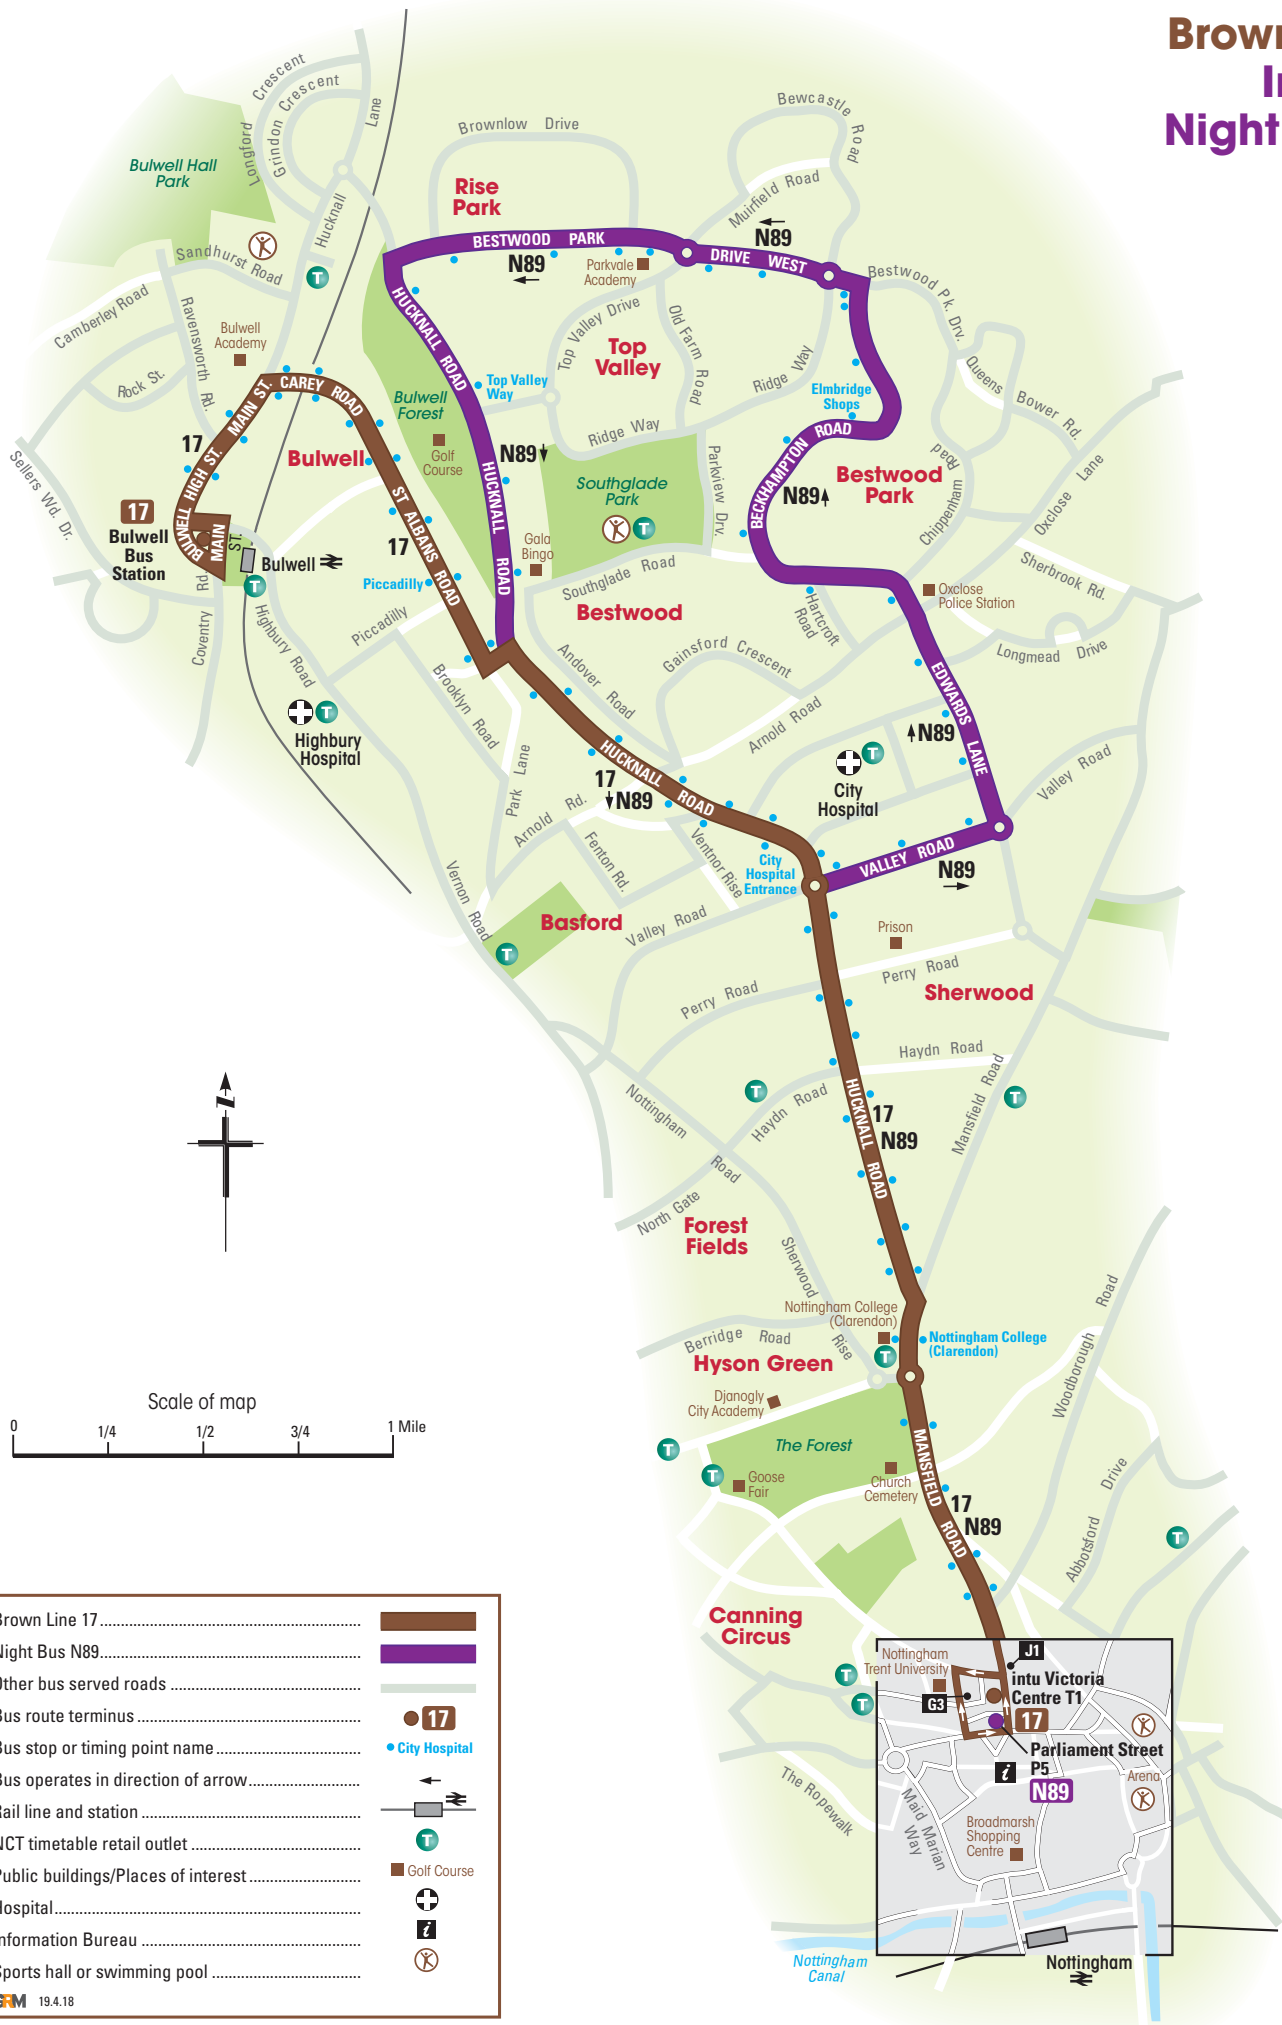 Brown
In
Night
Longford Crescent
Grindon Crescent
Hucknall Lane
Bulwell Hall
Park
Sandhurst Road
Camberley Road
Ravensworth Rd.
Rock St.
Bulwell
Academy
Sellers Wd. Dr.
Brownlow Drive
Rise
Park
BESTWOOD PARK
DRIVE WEST
N89
N89
Parkvale
Academy
Bewcastle Road
Muirfield Road
Bestwood Pk. Drv.
Queens Bower Rd.
Oxclose Lane
Chippenham Road
Sherbrook Rd.
Longmead Drive
Top Valley Drive
Old Farm Road
Top
Valley
Ridge Way
Ridge Way
Elmbridge
Shops
HUCKNALL ROAD
Top Valley
Way
Bulwell
Forest
Golf
Course
N89
HUCKNALL ROAD
Southglade
Park
Parkview Drv.
BECKHAMPTON ROAD
N89
Bestwood
Park
MAIN ST.
CAREY ROAD
17
Bulwell
BULWELL HIGH ST.
MAIN
ST.
17
Bulwell
Bus
Station
Bulwell
ST ALBANS ROAD
17
Piccadilly
Piccadilly
Coventry Rd.
Highbury Road
Highbury
Hospital
Brooklyn Road
Park Lane
Gala
Bingo
Southglade Road
Bestwood
Andover Road
Gainsford Crescent
Hartcroft
Road
Oxclose
Police Station
Arnold Road
EDWARDS LANE
N89
City
Hospital
Valley Road
HUCKNALL ROAD
17
N89
Arnold Rd.
Fenton Rd.
Ventnor Rise
City
Hospital
Entrance
VALLEY ROAD
N89
Vernon Road
Basford
Valley Road
Prison
Perry Road
Perry Road
Sherwood
Haydn Road
Haydn Road
Nottingham Road
North Gate
Mansfield Road
HUCKNALL ROAD
17
N89
Forest
Fields
Sherwood Rise
Nottingham College
(Clarendon)
Nottingham College
(Clarendon)
Berridge Road
Hyson Green
Djanogly
City Academy
The Forest
Goose
Fair
Church
Cemetery
MANSFIELD ROAD
17
N89
Woodborough Road
Abbotsford Drive
Canning
Circus
Nottingham
Trent University
J1
intu Victoria
Centre T1
17
G3
Parliament Street
P5
N89
i
Arena
Maid Marian
Way
The Ropewalk
Broadmarsh
Shopping
Centre
Nottingham
Canal
Nottingham
Scale of map
0 1/4 1/2 3/4 1 Mile
Brown Line 17
Night Bus N89
Other bus served roads
Bus route terminus 17
Bus stop or timing point name City Hospital
Bus operates in direction of arrow
Rail line and station
NCT timetable retail outlet T
Public buildings/Places of interest Golf Course
Hospital
Information Bureau i
Sports hall or swimming pool
GRM 19.4.18